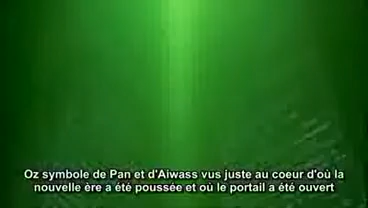 Oz symbole de Pan et d'Aiwass vus juste au coeur d'où la
nouvelle ère a été poussée et où le portail a été ouvert